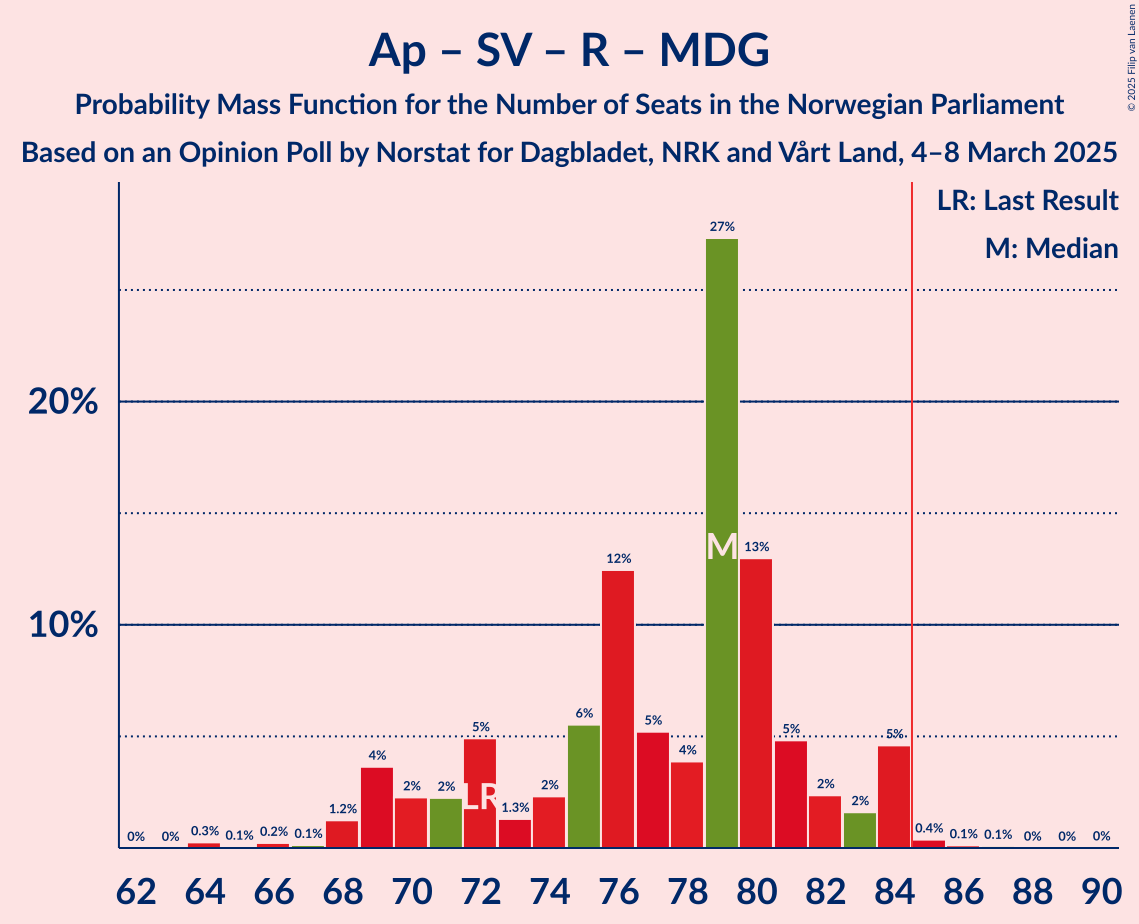 Ap – SV – R – MDG
Probability Mass Function for the Number of Seats in the Norwegian Parliament
Based on an Opinion Poll by Norstat for Dagbladet, NRK and Vårt Land, 4–8 March 2025
© 2025 Filip van Laenen
LR: Last Result
M: Median
20%
10%
0% 0% 0.3% 0.1% 0.2% 0.1% 1.2% 4% 2% 2% 5% 1.3% 2% 6% 12% 5% 4% 27% 13% 5% 2% 2% 5% 0.4% 0.1% 0.1% 0% 0% 0%
LR
M
62 64 66 68 70 72 74 76 78 80 82 84 86 88 90